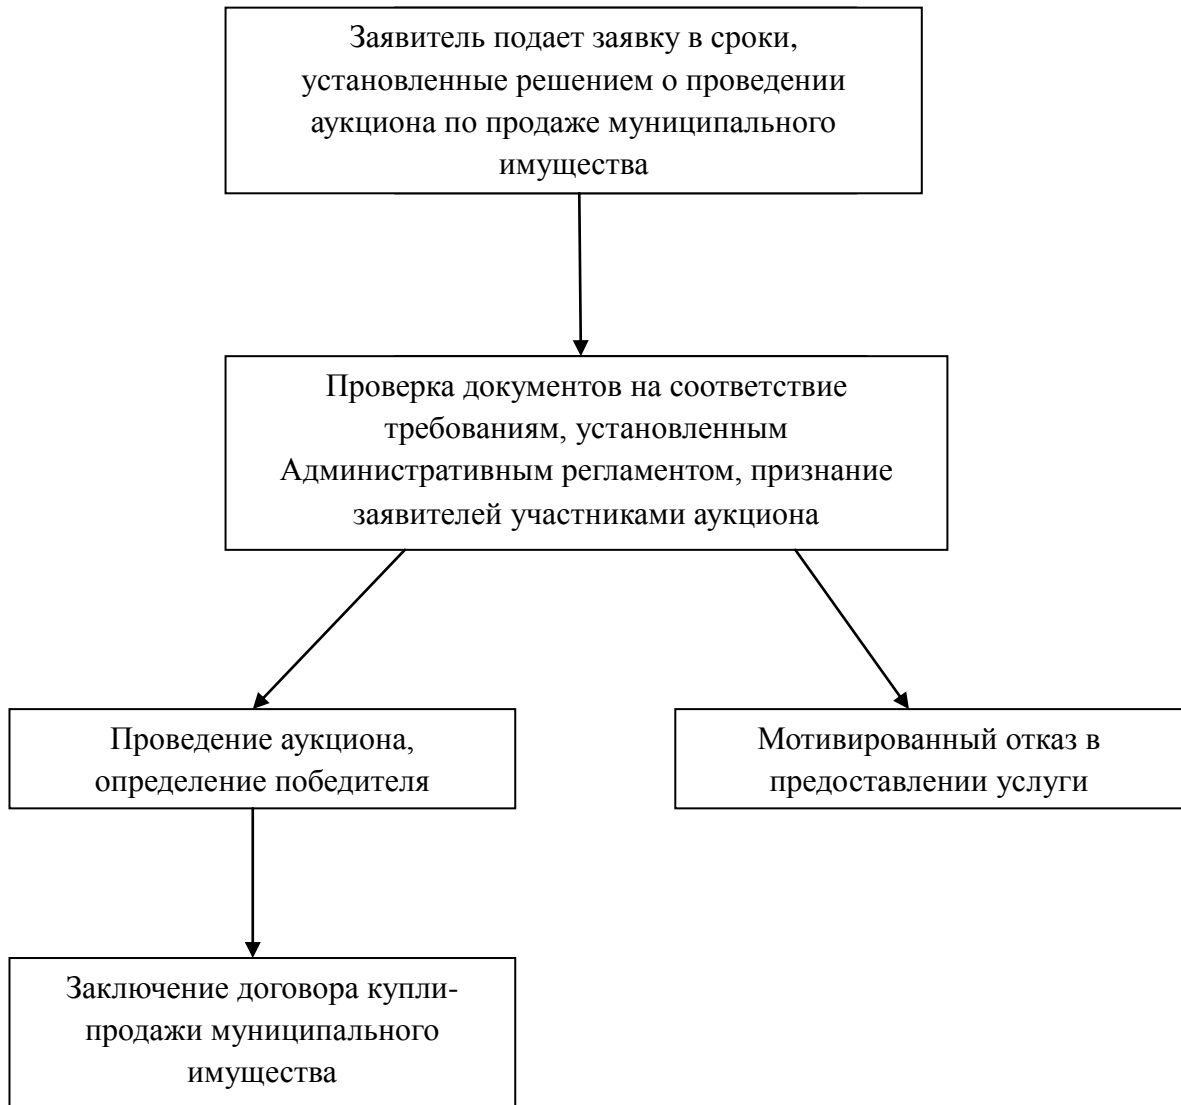 Заявитель подает заявку в сроки,
установленные решением о проведении
аукциона по продаже муниципального
имущества
Проверка документов на соответствие
требованиям, установленным
Административным регламентом, признание
заявителей участниками аукциона
Проведение аукциона,
определение победителя
Мотивированный отказ в
предоставлении услуги
Заключение договора купли-
продажи муниципального
имущества